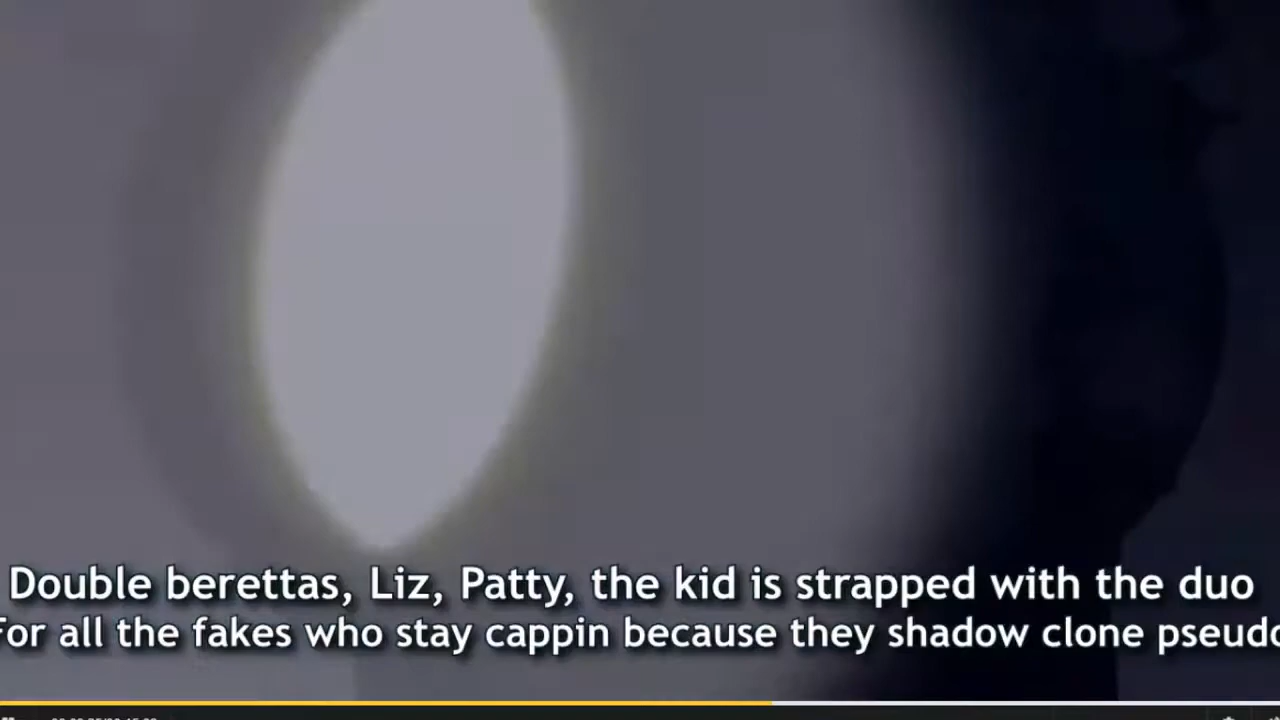 Double berettas, Liz, Patty, the kid is strapped with the duo
For all the fakes who stay cappin because they shadow clone pseudo